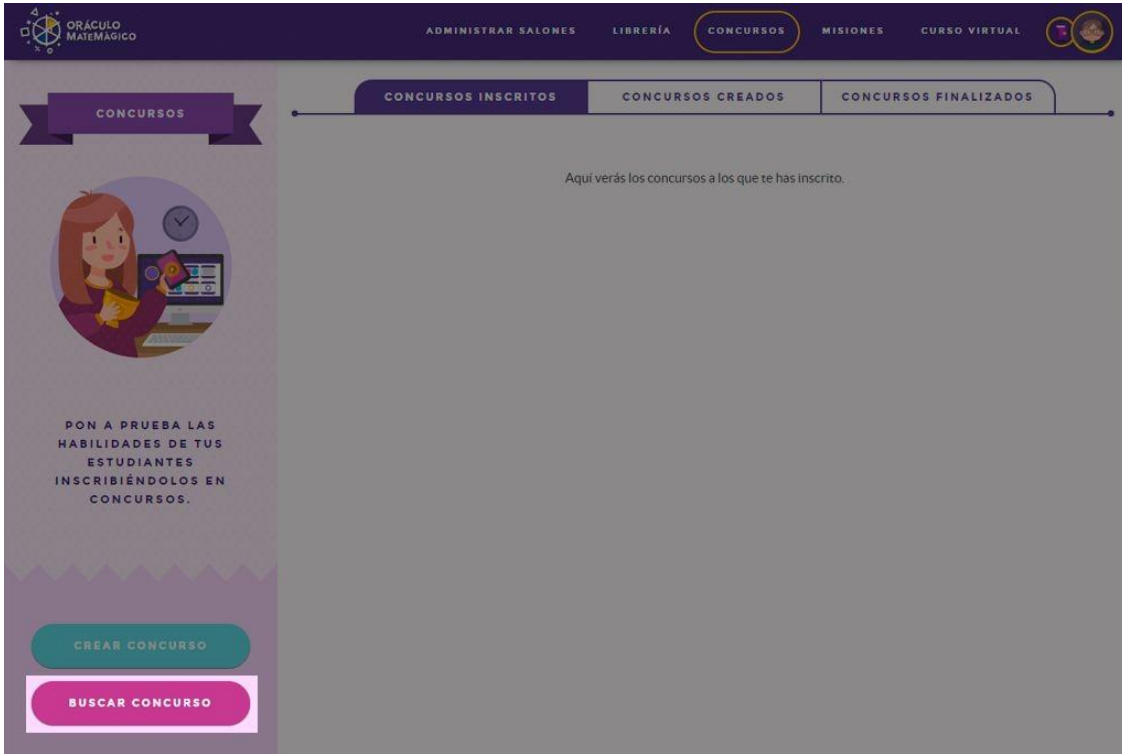 ORÁCULO
MATEMÁGICO
ADMINISTRAR SALONES LIBRERÍA CONCURSOS MISIONES CURSO VIRTUAL
CONCURSOS
CONCURSOS INSCRITOS CONCURSOS CREADOS CONCURSOS FINALIZADOS
Aquí verás los concursos a los que te has inscrito.
PON A PRUEBA LAS
HABILIDADES DE TUS
ESTUDIANTES
INSCRIBIÉNDOLOS EN
CONCURSOS.
CREAR CONCURSO
BUSCAR CONCURSO